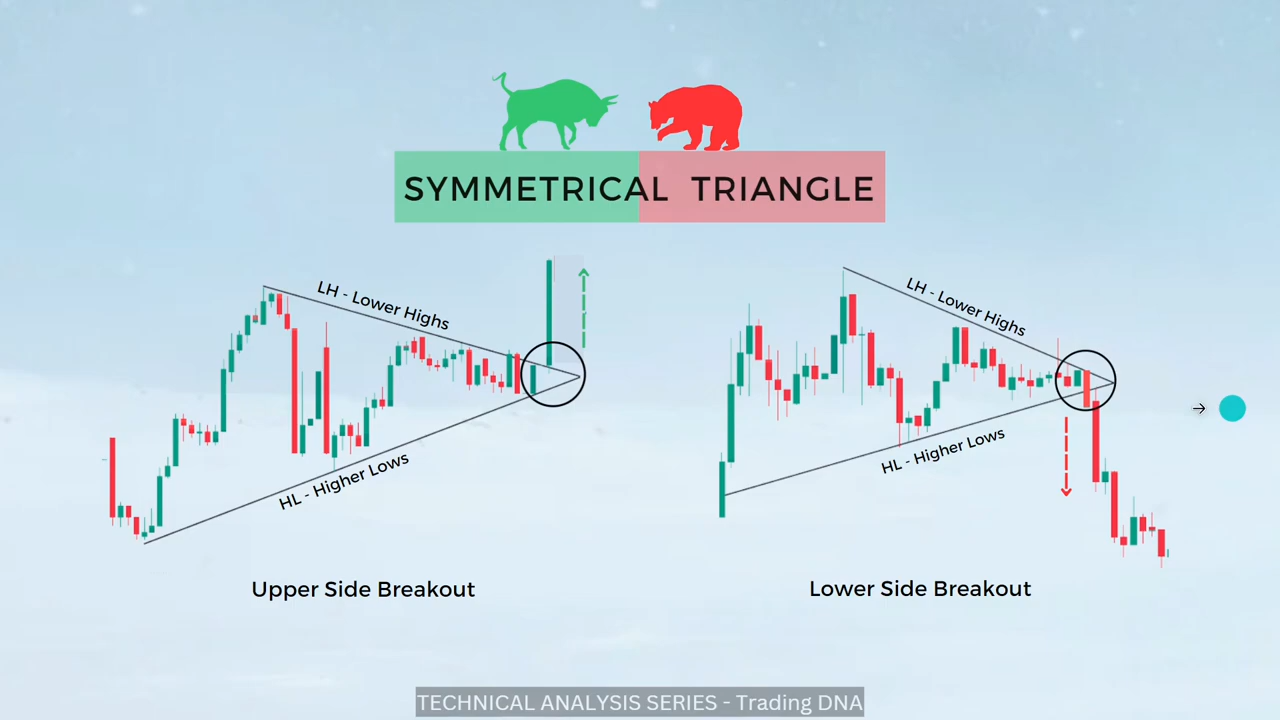 SYMMETRICAL TRIANGLE
LH - Lower Highs
HL - Higher Lows
LH - Lower Highs
HL - Higher Lows
Upper Side Breakout
Lower Side Breakout
TECHNICAL ANALYSIS SERIES - Trading DNA